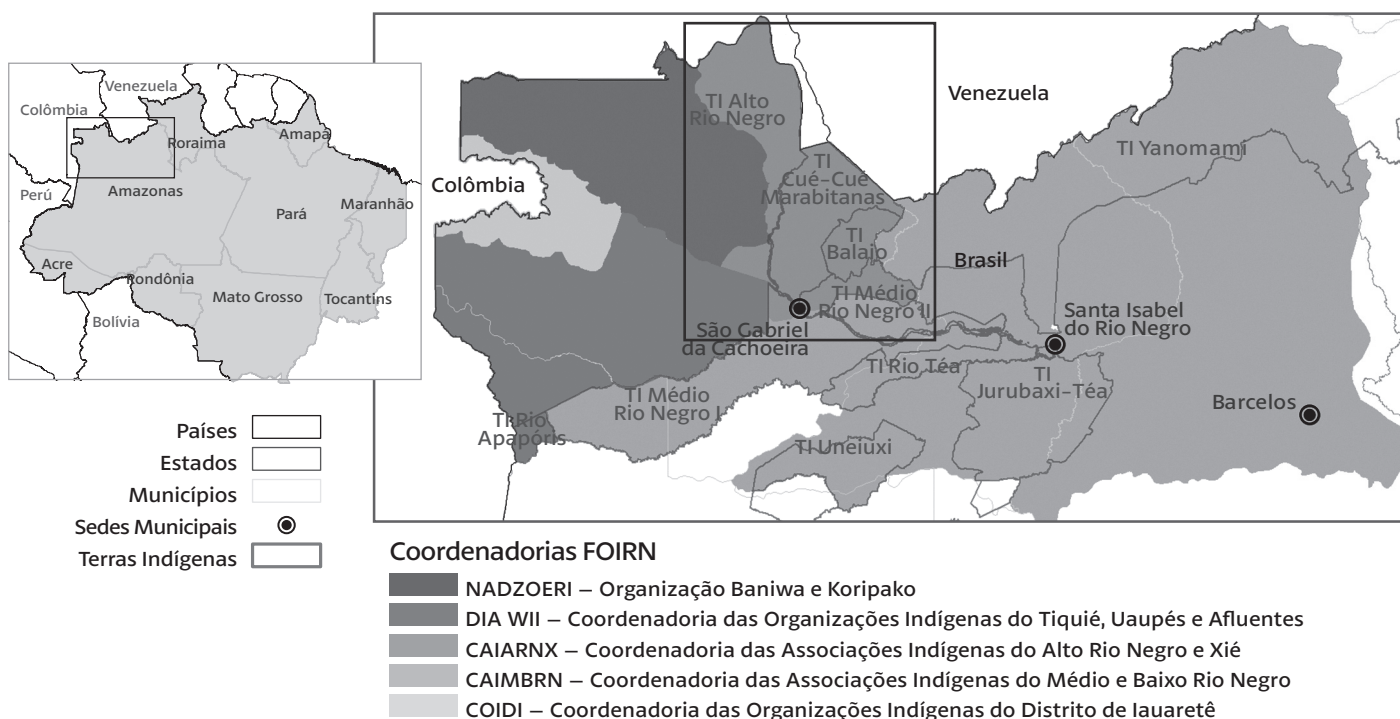 Venezuela
Colômbia
Roraima
Amapá
Perú
Amazonas
Pará
Maranhão
Acre
Rondônia
Mato Grosso
Tocantins
Bolívia
Países
Estados
Municípios
Sedes Municipais
Terras Indígenas
Venezuela
TI Alto
Rio Negro
TI Yanomami
Colômbia
TI
Cué-Cué
Marabitanas
TI
Balaio
Brasil
TI Médio
Rio Negro II
São Gabriel
da Cachoeira
Santa Isabel
do Rio Negro
TI Rio Téa
TI
Jurubaxi-Téa
TI Médio
Rio Negro I
Barcelos
TI Rio
Apapóris
TI Uneiuxi
Coordenadorias FOIRN
NADZOERI – Organização Baniwa e Koripako
DIA WII – Coordenadoria das Organizações Indígenas do Tiquié, Uaupés e Afluentes
CAIARNX – Coordenadoria das Associações Indígenas do Alto Rio Negro e Xié
CAIMBRN – Coordenadoria das Associações Indígenas do Médio e Baixo Rio Negro
COIDI – Coordenadoria das Organizações Indígenas do Distrito de Iauaretê